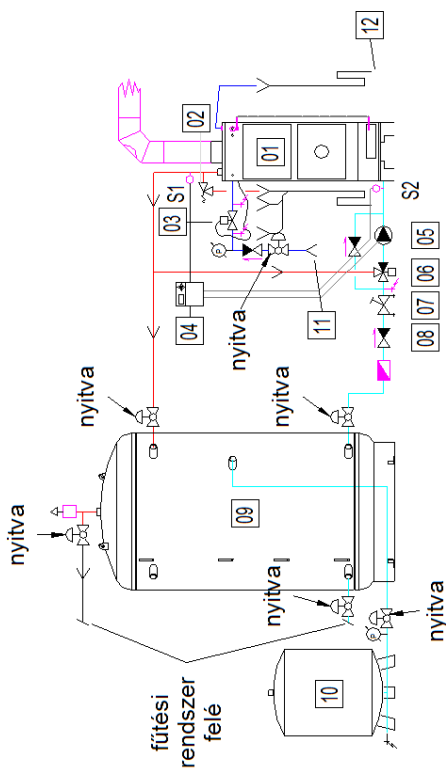 12
02
01
S1
S2
03
P
04
nyitva
11
05
06
07
08
nyitva
nyitva
nyitva
09
nyitva
nyitva
P
10
fűtési
rendszer
felé